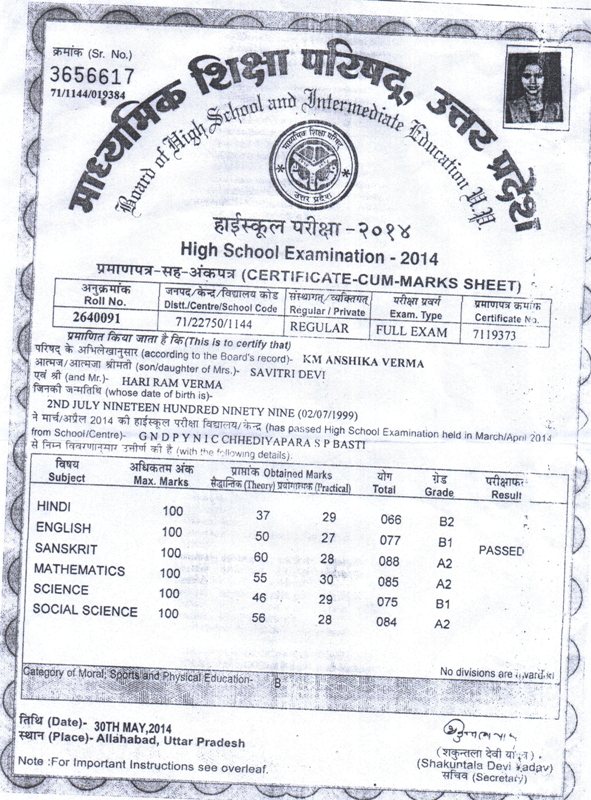 क्रमांक (Sr. No.)
3656617
71/1144/019384
माध्यमिक शिक्षा परिषद्, उत्तर प्रदेश
Board of High School and Intermediate Education U.P.
माध्यमिक शिक्षा परिषद्
उत्तर प्रदेश
हाईस्कूल परीक्षा -२०१४
High School Examination - 2014
प्रमाणपत्र-सह-अंकपत्र (CERTIFICATE-CUM-MARKS SHEET)
अनुक्रमांक जनपद/केन्द्र/विद्यालय कोड संस्थागत/व्यक्तिगत परीक्षा प्रवर्ग प्रमाणपत्र क्रमांक
Roll No. Distt./Centre/School Code Regular / Private Exam. Type Certificate No.
2640091 71/22750/1144 REGULAR FULL EXAM 7119373
प्रमाणित किया जाता है कि (This is to certify that)
परिषद् के अभिलेखानुसार (according to the Board's record)- KM ANSHIKA VERMA
आत्मज/आत्मजा श्रीमती (son/daughter of Mrs.)- SAVITRI DEVI
एवं श्री (and Mr.)- HARI RAM VERMA
जिनकी जन्मतिथि (whose date of birth is)-
2ND JULY NINETEEN HUNDRED NINETY NINE (02/07/1999)
ने मार्च/अप्रैल 2014 की हाईस्कूल परीक्षा विद्यालय/केन्द्र (has passed High School Examination held in March/April 2014
from School/Centre)- G N D P Y N I C CHHEDIYAPARA S P BASTI
से निम्न विवरणानुसार उत्तीर्ण की है (with the following details):
विषय अधिकतम अंक प्राप्तांक Obtained Marks योग ग्रेड परीक्षाफल
Subject Max. Marks सैद्धान्तिक (Theory) प्रयोगात्मक (Practical) Total Grade Result
HINDI 100 37 29 066 B2
ENGLISH 100 50 27 077 B1 PASSED
SANSKRIT 100 60 28 088 A2
MATHEMATICS 100 55 30 085 A2
SCIENCE 100 46 29 075 B1
SOCIAL SCIENCE 100 56 28 084 A2
No divisions are awarded
Category of Moral, Sports and Physical Education- B
तिथि (Date)- 30TH MAY,2014
स्थान (Place)- Allahabad, Uttar Pradesh
(शकुन्तला देवी यादव)
(Shakuntala Devi Yadav)
सचिव (Secretary)
Note :For Important Instructions see overleaf.